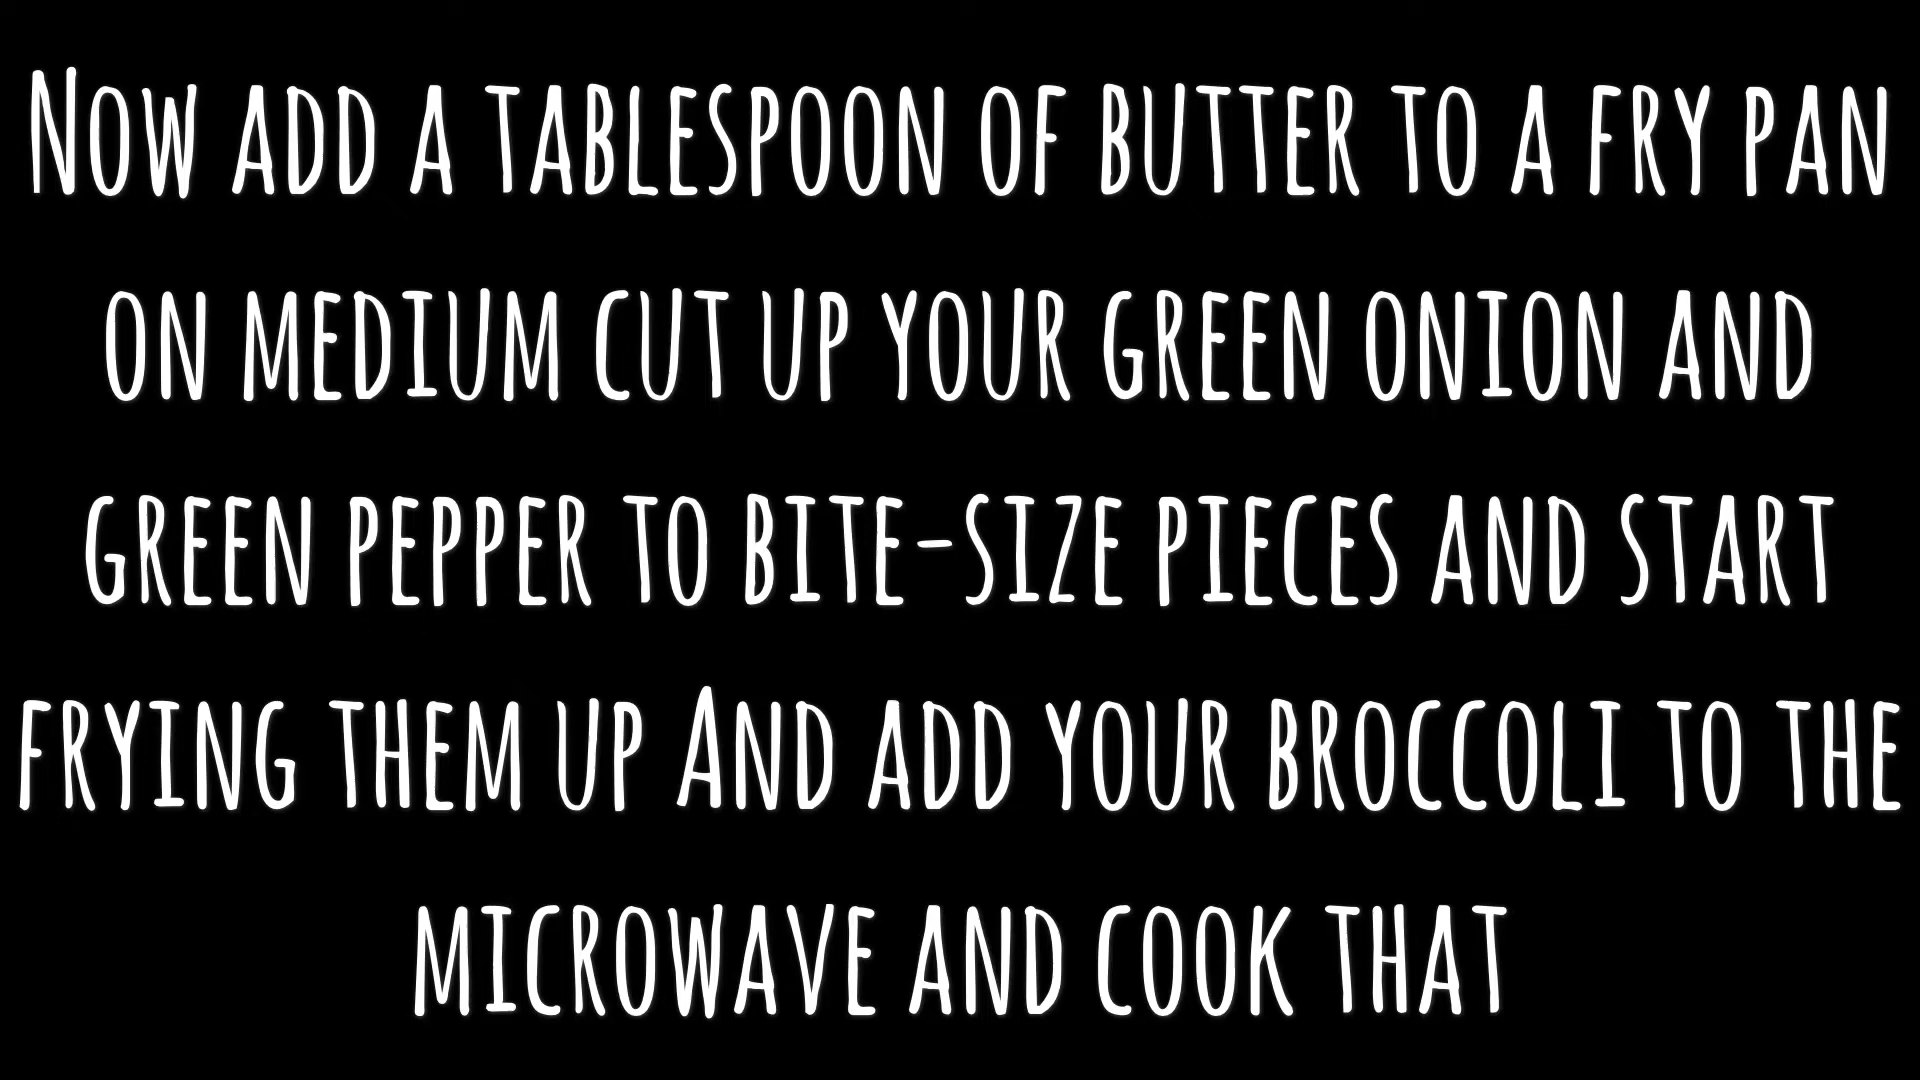 Now add a tablespoon of butter to a fry pan
on medium cut up your green onion and
green pepper to bite-size pieces and start
frying them up And add your broccoli to the
microwave and cook that